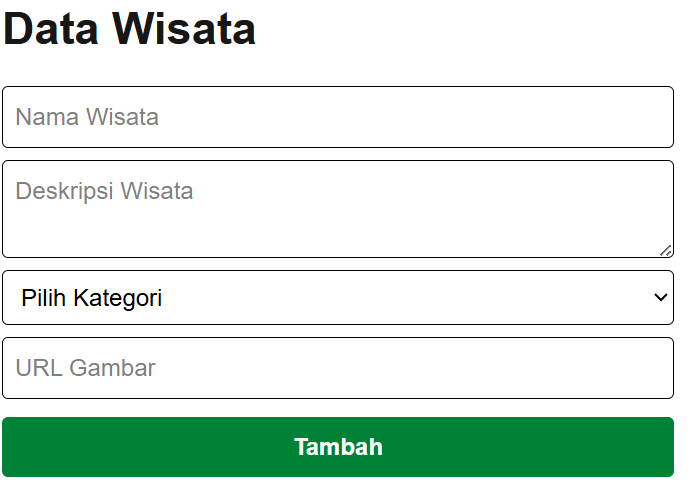 Data Wisata
Nama Wisata
Deskripsi Wisata
Pilih Kategori
URL Gambar
Tambah